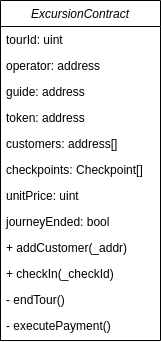 ExcursionContract
tourId: uint
operator: address
guide: address
token: address
customers: address[]
checkpoints: Checkpoint[]
unitPrice: uint
journeyEnded: bool
+ addCustomer(_addr)
+ checkIn(_checkId)
- endTour()
- executePayment()